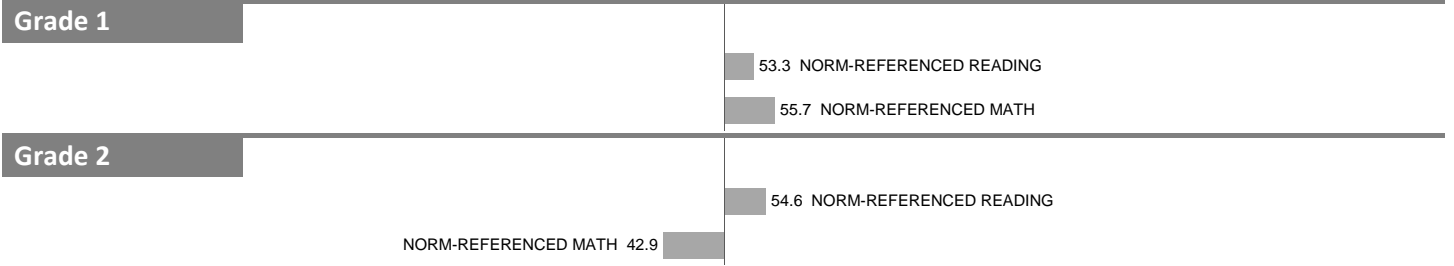 Grade 1
53.3 NORM-REFERENCED READING
55.7 NORM-REFERENCED MATH
Grade 2
54.6 NORM-REFERENCED READING
NORM-REFERENCED MATH 42.9